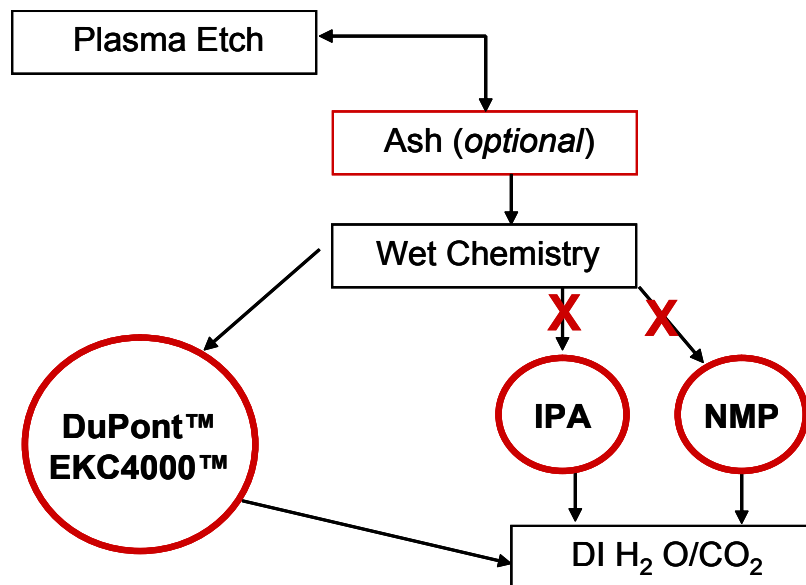 Plasma Etch
Ash (optional)
Wet Chemistry
X
X
DuPont™
EKC4000™
IPA
NMP
DI H₂ O/CO₂